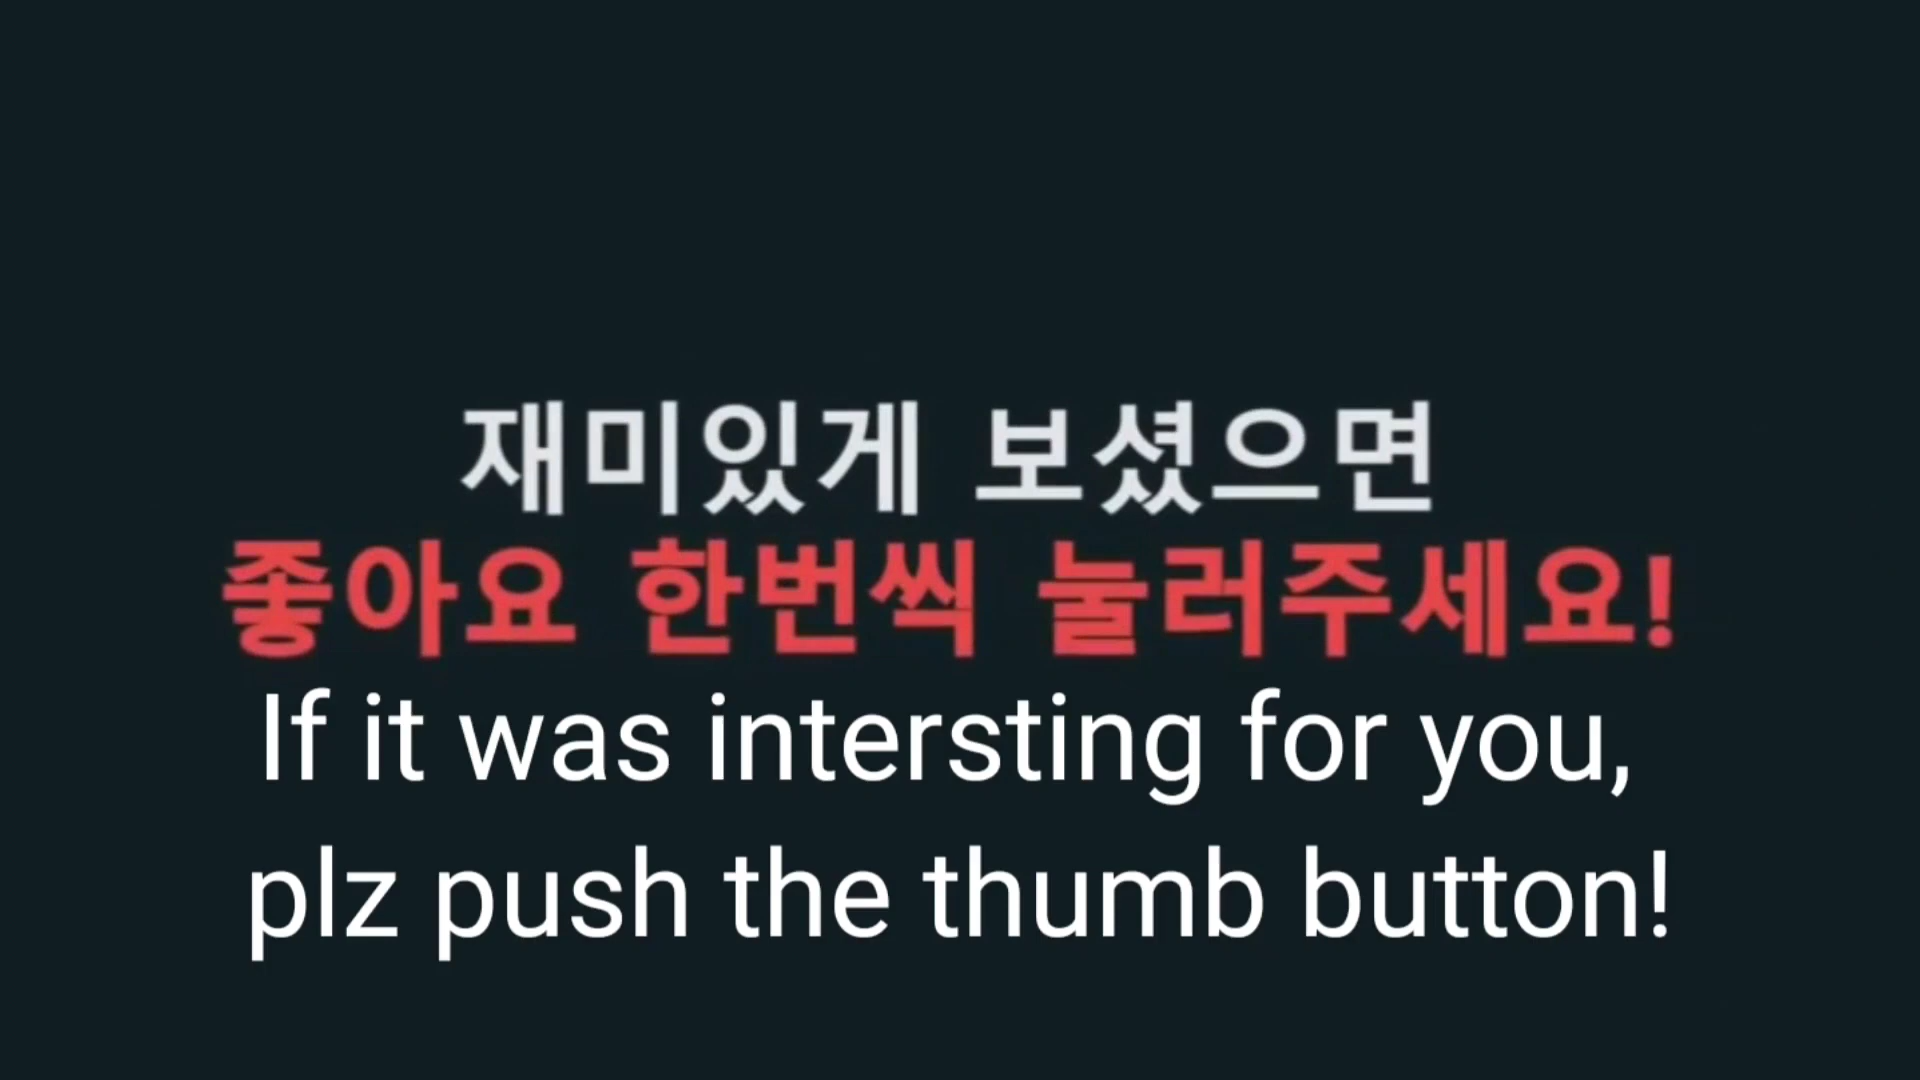 재미있게 보셨으면
좋아요 한번씩 눌러주세요!
If it was intersting for you,
plz push the thumb button!